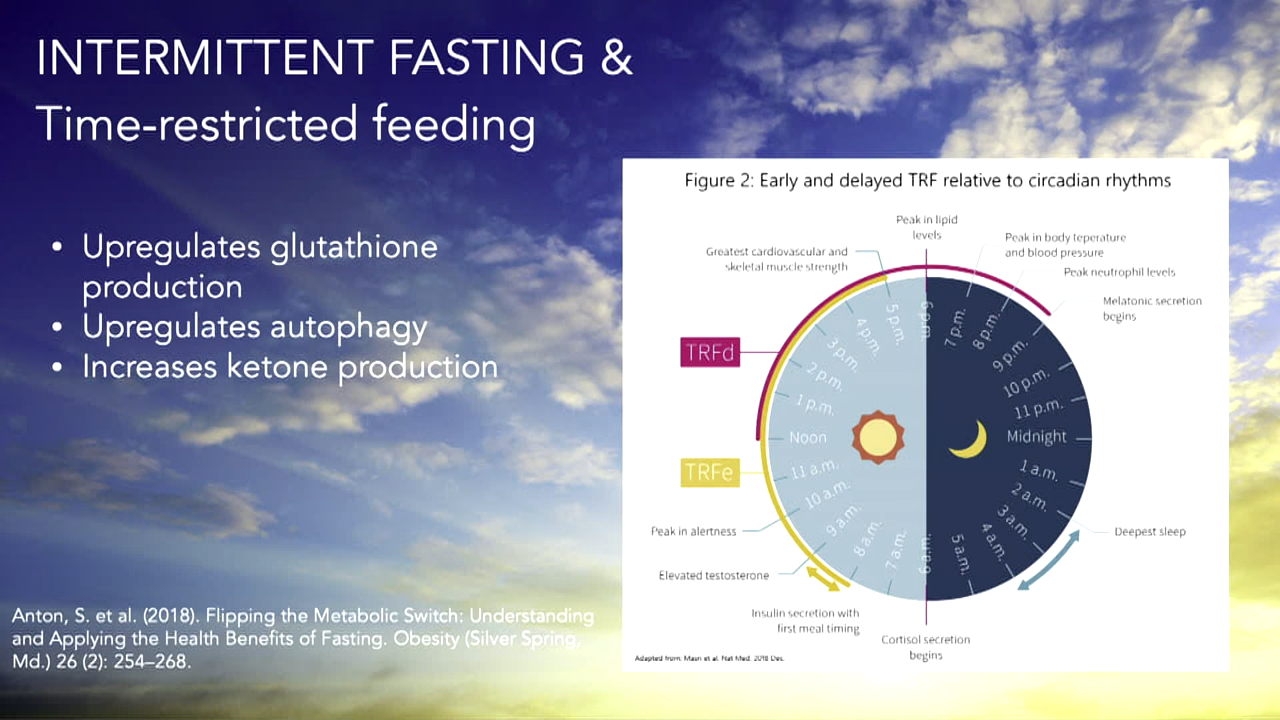 INTERMITTENT FASTING &
Time-restricted feeding
• Upregulates glutathione
production
• Upregulates autophagy
• Increases ketone production
Anton, S. et al. (2018). Flipping the Metabolic Switch: Understanding
and Applying the Health Benefits of Fasting. Obesity (Silver Spring,
Md.) 26 (2): 254–268.
Figure 2: Early and delayed TRF relative to circadian rhythms
Peak in lipid
levels
Greatest cardiovascular and
skeletal muscle strength
Peak in body teperature
and blood pressure
Peak neutrophil levels
Melatonic secretion
begins
TRFd
TRFe
Peak in alertness
Elevated testosterone
Insulin secretion with
first meal timing
Cortisol secretion
begins
Deepest sleep
6 p.m.
7 p.m.
8 p.m.
9 p.m.
10 p.m.
11 p.m.
Midnight
1 a.m.
2 a.m.
3 a.m.
4 a.m.
5 a.m.
6 a.m.
7 a.m.
8 a.m.
9 a.m.
10 a.m.
11 a.m.
Noon
1 p.m.
2 p.m.
3 p.m.
4 p.m.
5 p.m.
Adapted from: et al. Nat Med. 2018 Dec.